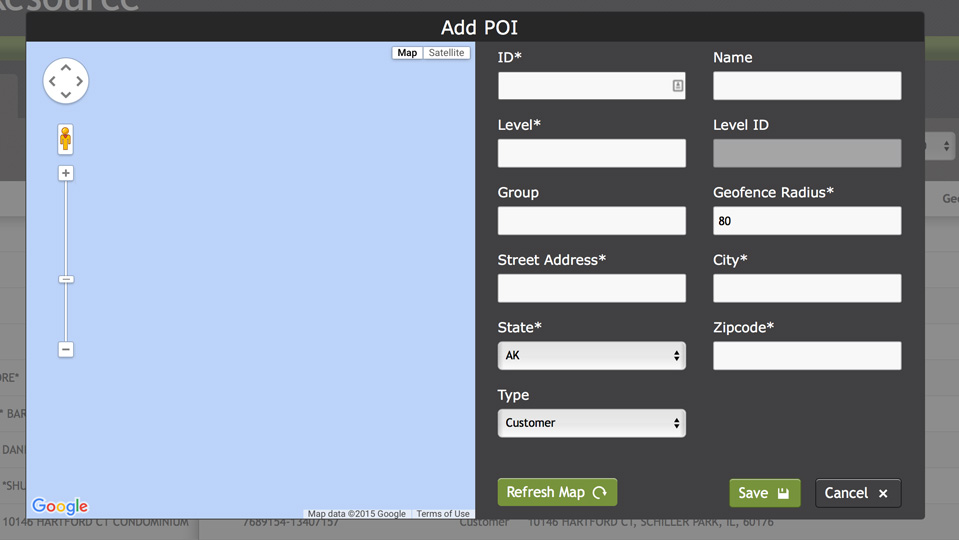 esource
Add POI
Map Satellite
ID*
Name
Level*
Level ID
Group
Geofence Radius*
80
Street Address*
City*
State*
Zipcode*
AK
Type
Customer
Refresh Map
Save
Cancel
Google
Map data ©2015 Google
Terms of Use
Geo
ORE*
* BAR
DANI
*SHU
10146 HARTFORD CT CONDOMINIUM
7689154-13407157
Customer
10146 HARTFORD CT, SCHILLER PARK, IL, 60176